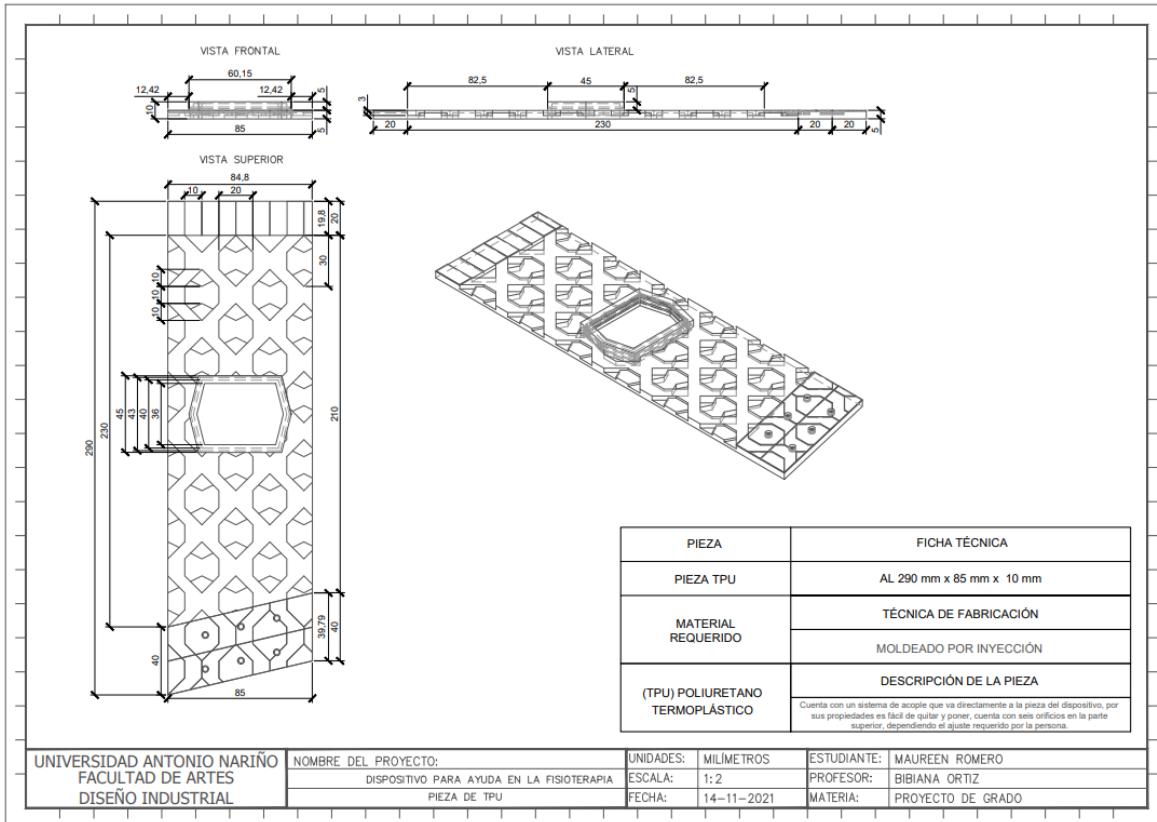 VISTA FRONTAL
60,15
12,42
12,42
5
10
85
5
VISTA LATERAL
82,5
45
82,5
3
5
20
230
20
20
5
VISTA SUPERIOR
84,8
10
20
19,8
20
30
10
10
10
45
43
40
36
230
290
210
39,79
40
40
85
PIEZA
FICHA TÉCNICA
PIEZA TPU
AL 290 mm x 85 mm x 10 mm
MATERIAL
REQUERIDO
TÉCNICA DE FABRICACIÓN
MOLDEADO POR INYECCIÓN
(TPU) POLIURETANO
TERMOPLÁSTICO
DESCRIPCIÓN DE LA PIEZA
Cuenta con un sistema de acople que va directamente a la pieza del dispositivo, por
sus propiedades es fácil de quitar y poner, cuenta con seis orificios en la parte
superior, dependiendo el ajuste requerido por la persona.
UNIVERSIDAD ANTONIO NARIÑO
FACULTAD DE ARTES
DISEÑO INDUSTRIAL
NOMBRE DEL PROYECTO:
DISPOSITIVO PARA AYUDA EN LA FISIOTERAPIA
PIEZA DE TPU
UNIDADES: MILÍMETROS
ESCALA: 1:2
FECHA: 14-11-2021
ESTUDIANTE: MAUREEN ROMERO
PROFESOR: BIBIANA ORTIZ
MATERIA: PROYECTO DE GRADO